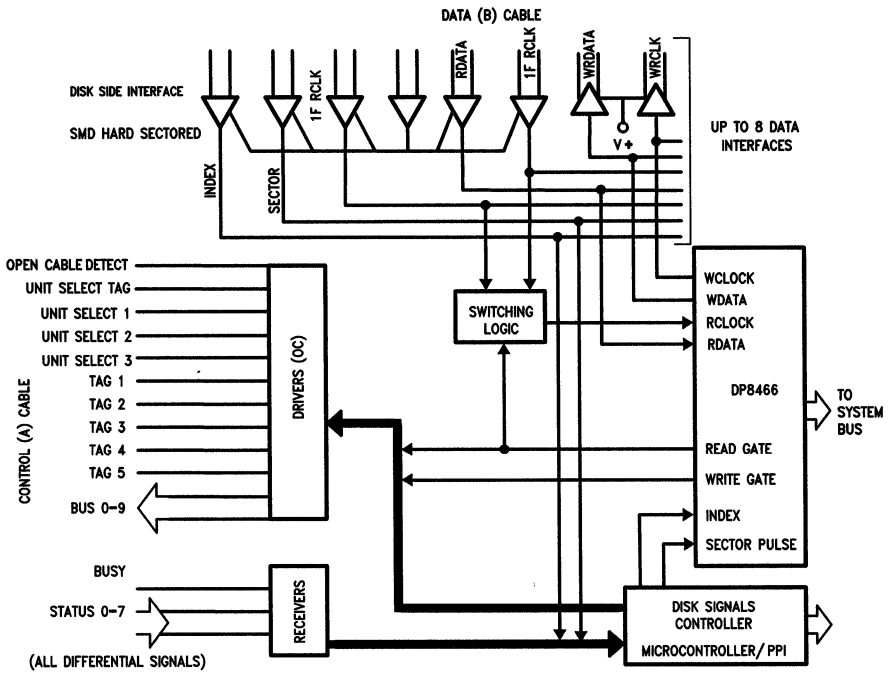 DATA (B) CABLE
DISK SIDE INTERFACE
SMD HARD SECTORED
1F RCLK
RDATA
1F RCLK
WRDATA
WRCLK
V+
UP TO 8 DATA
INTERFACES
INDEX
SECTOR
OPEN CABLE DETECT
UNIT SELECT TAG
UNIT SELECT 1
UNIT SELECT 2
UNIT SELECT 3
TAG 1
TAG 2
TAG 3
TAG 4
TAG 5
BUS 0-9
CONTROL (A) CABLE
DRIVERS (OC)
SWITCHING
LOGIC
WCLOCK
WDATA
RCLOCK
RDATA
DP8466
READ GATE
WRITE GATE
INDEX
SECTOR PULSE
TO
SYSTEM
BUS
BUSY
STATUS 0-7
(ALL DIFFERENTIAL SIGNALS)
RECEIVERS
DISK SIGNALS
CONTROLLER
MICROCONTROLLER/PPI